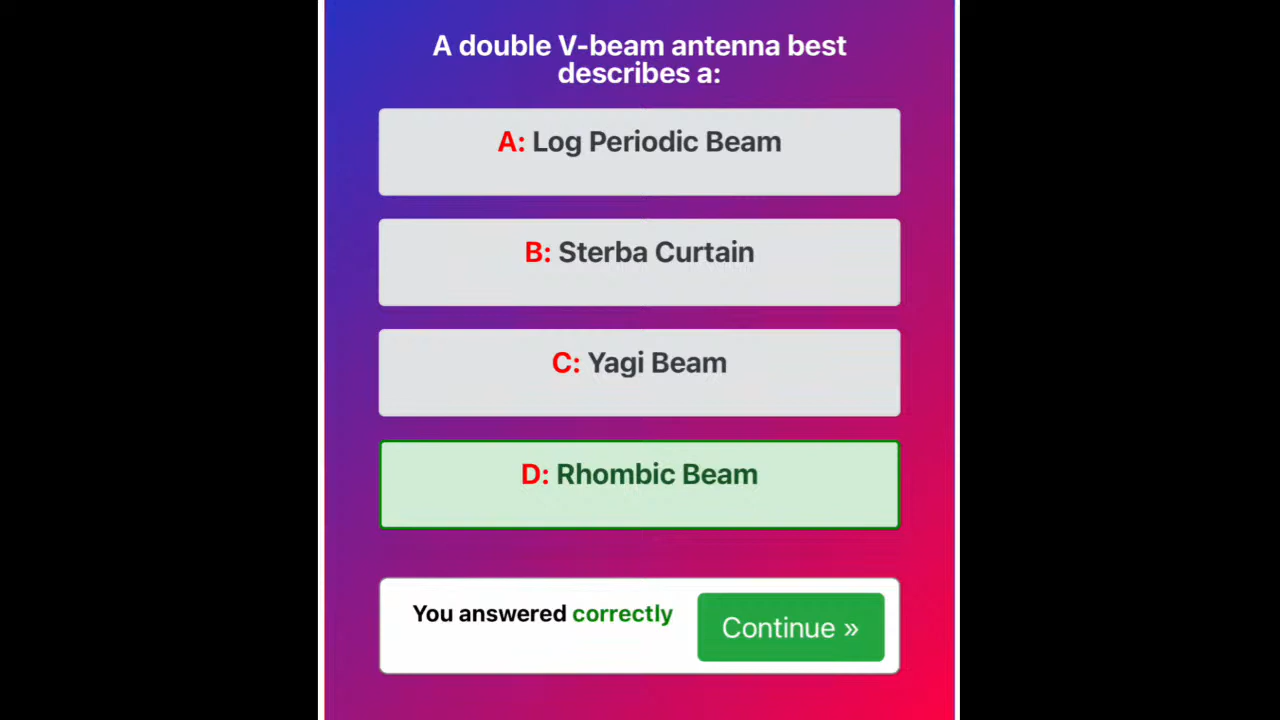 A double V-beam antenna best
describes a:
A: Log Periodic Beam
B: Sterba Curtain
C: Yagi Beam
D: Rhombic Beam
You answered correctly
Continue »